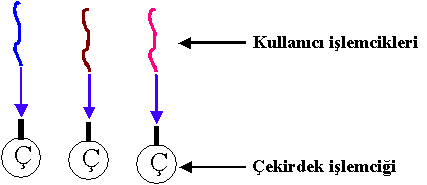 Kullanıcı işlemcikleri
Ç Ç Ç
Çekirdek işlemciği